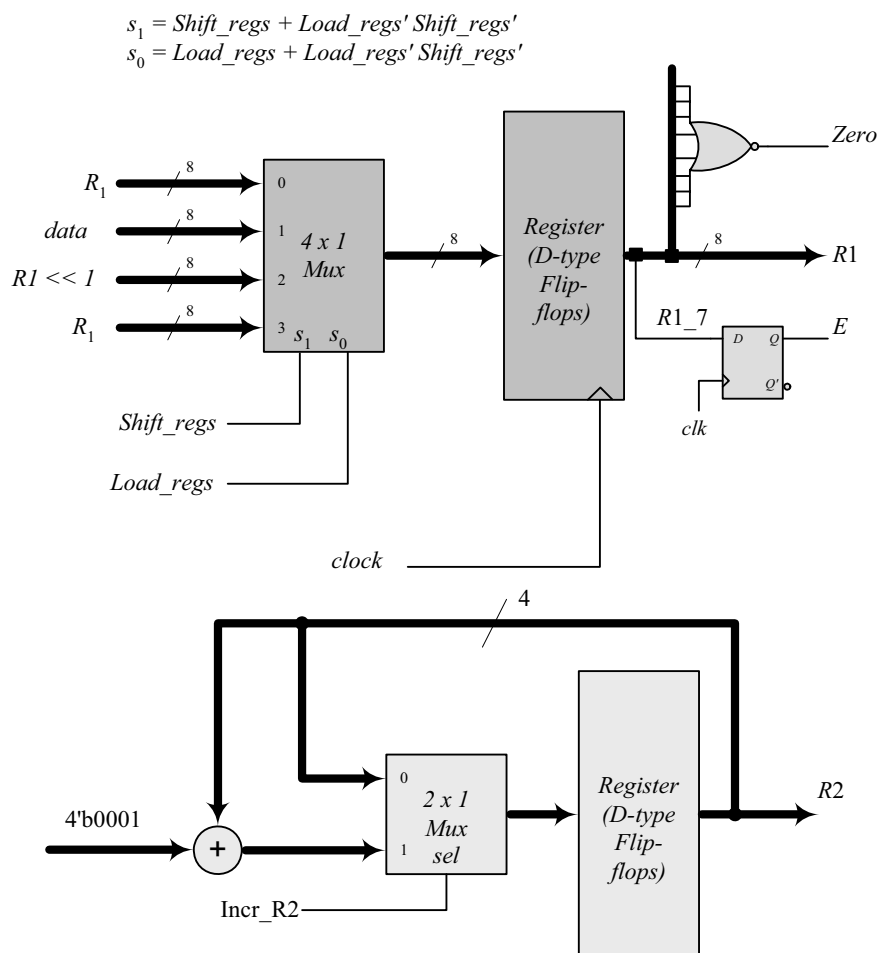 s₁ = Shift_regs + Load_regs' Shift_regs'
s₀ = Load_regs + Load_regs' Shift_regs'
Zero
R₁
8
0
data
8
1
R1 << 1
8
2
R₁
8
3
4 x 1
Mux
s₁ s₀
8
Register
(D-type
Flip-
flops)
8
R1
R1_7
D
Q
Q'
E
clk
Shift_regs
Load_regs
clock
4
0
1
2 x 1
Mux
sel
4'b0001
+
Incr_R2
Register
(D-type
Flip-
flops)
R2